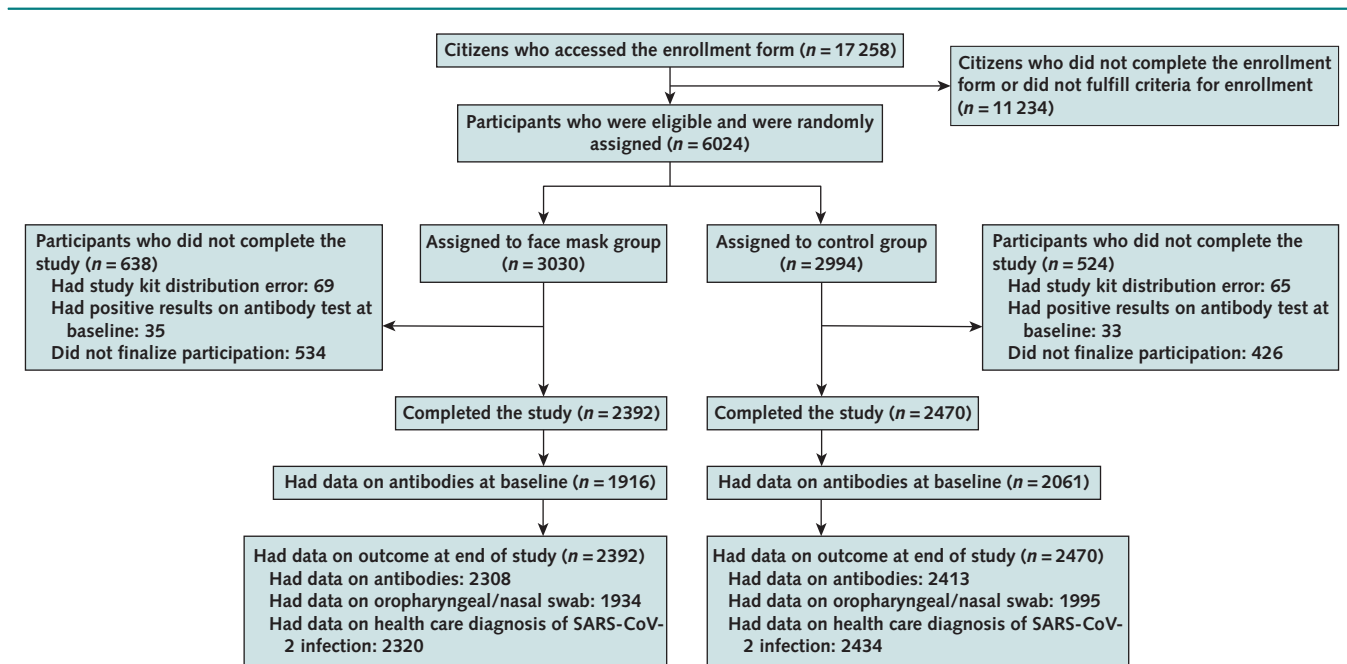 Citizens who accessed the enrollment form (n = 17 258)
Citizens who did not complete the enrollment
form or did not fulfill criteria for enrollment
(n = 11 234)
Participants who were eligible and were randomly
assigned (n = 6024)
Participants who did not complete the
study (n = 638)
Had study kit distribution error: 69
Had positive results on antibody test at
baseline: 35
Did not finalize participation: 534
Assigned to face mask group
(n = 3030)
Assigned to control group
(n = 2994)
Participants who did not complete the
study (n = 524)
Had study kit distribution error: 65
Had positive results on antibody test at
baseline: 33
Did not finalize participation: 426
Completed the study (n = 2392)
Completed the study (n = 2470)
Had data on antibodies at baseline (n = 1916)
Had data on antibodies at baseline (n = 2061)
Had data on outcome at end of study (n = 2392)
Had data on antibodies: 2308
Had data on oropharyngeal/nasal swab: 1934
Had data on health care diagnosis of SARS-CoV-
2 infection: 2320
Had data on outcome at end of study (n = 2470)
Had data on antibodies: 2413
Had data on oropharyngeal/nasal swab: 1995
Had data on health care diagnosis of SARS-CoV-
2 infection: 2434